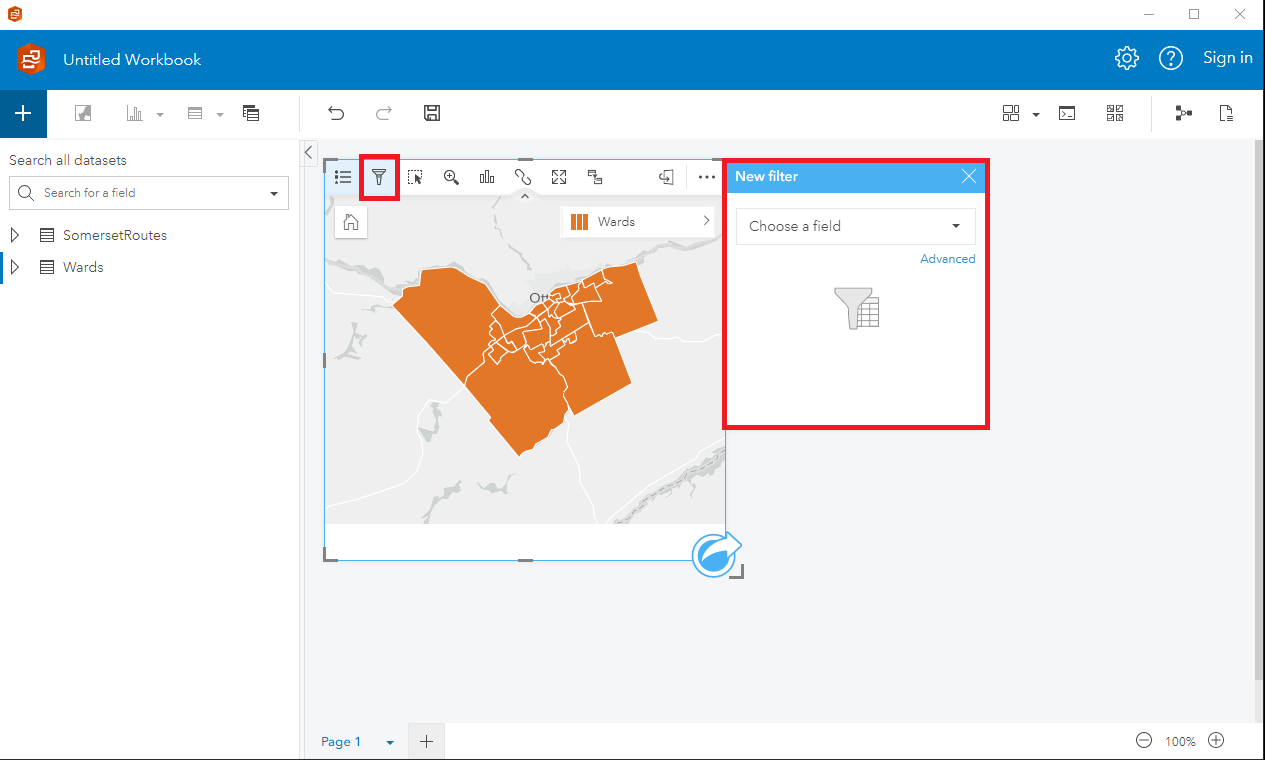 Untitled Workbook
Sign in
Search all datasets
Search for a field
SomersetRoutes
Wards
Wards
New filter
Choose a field
Advanced
Page 1
100%